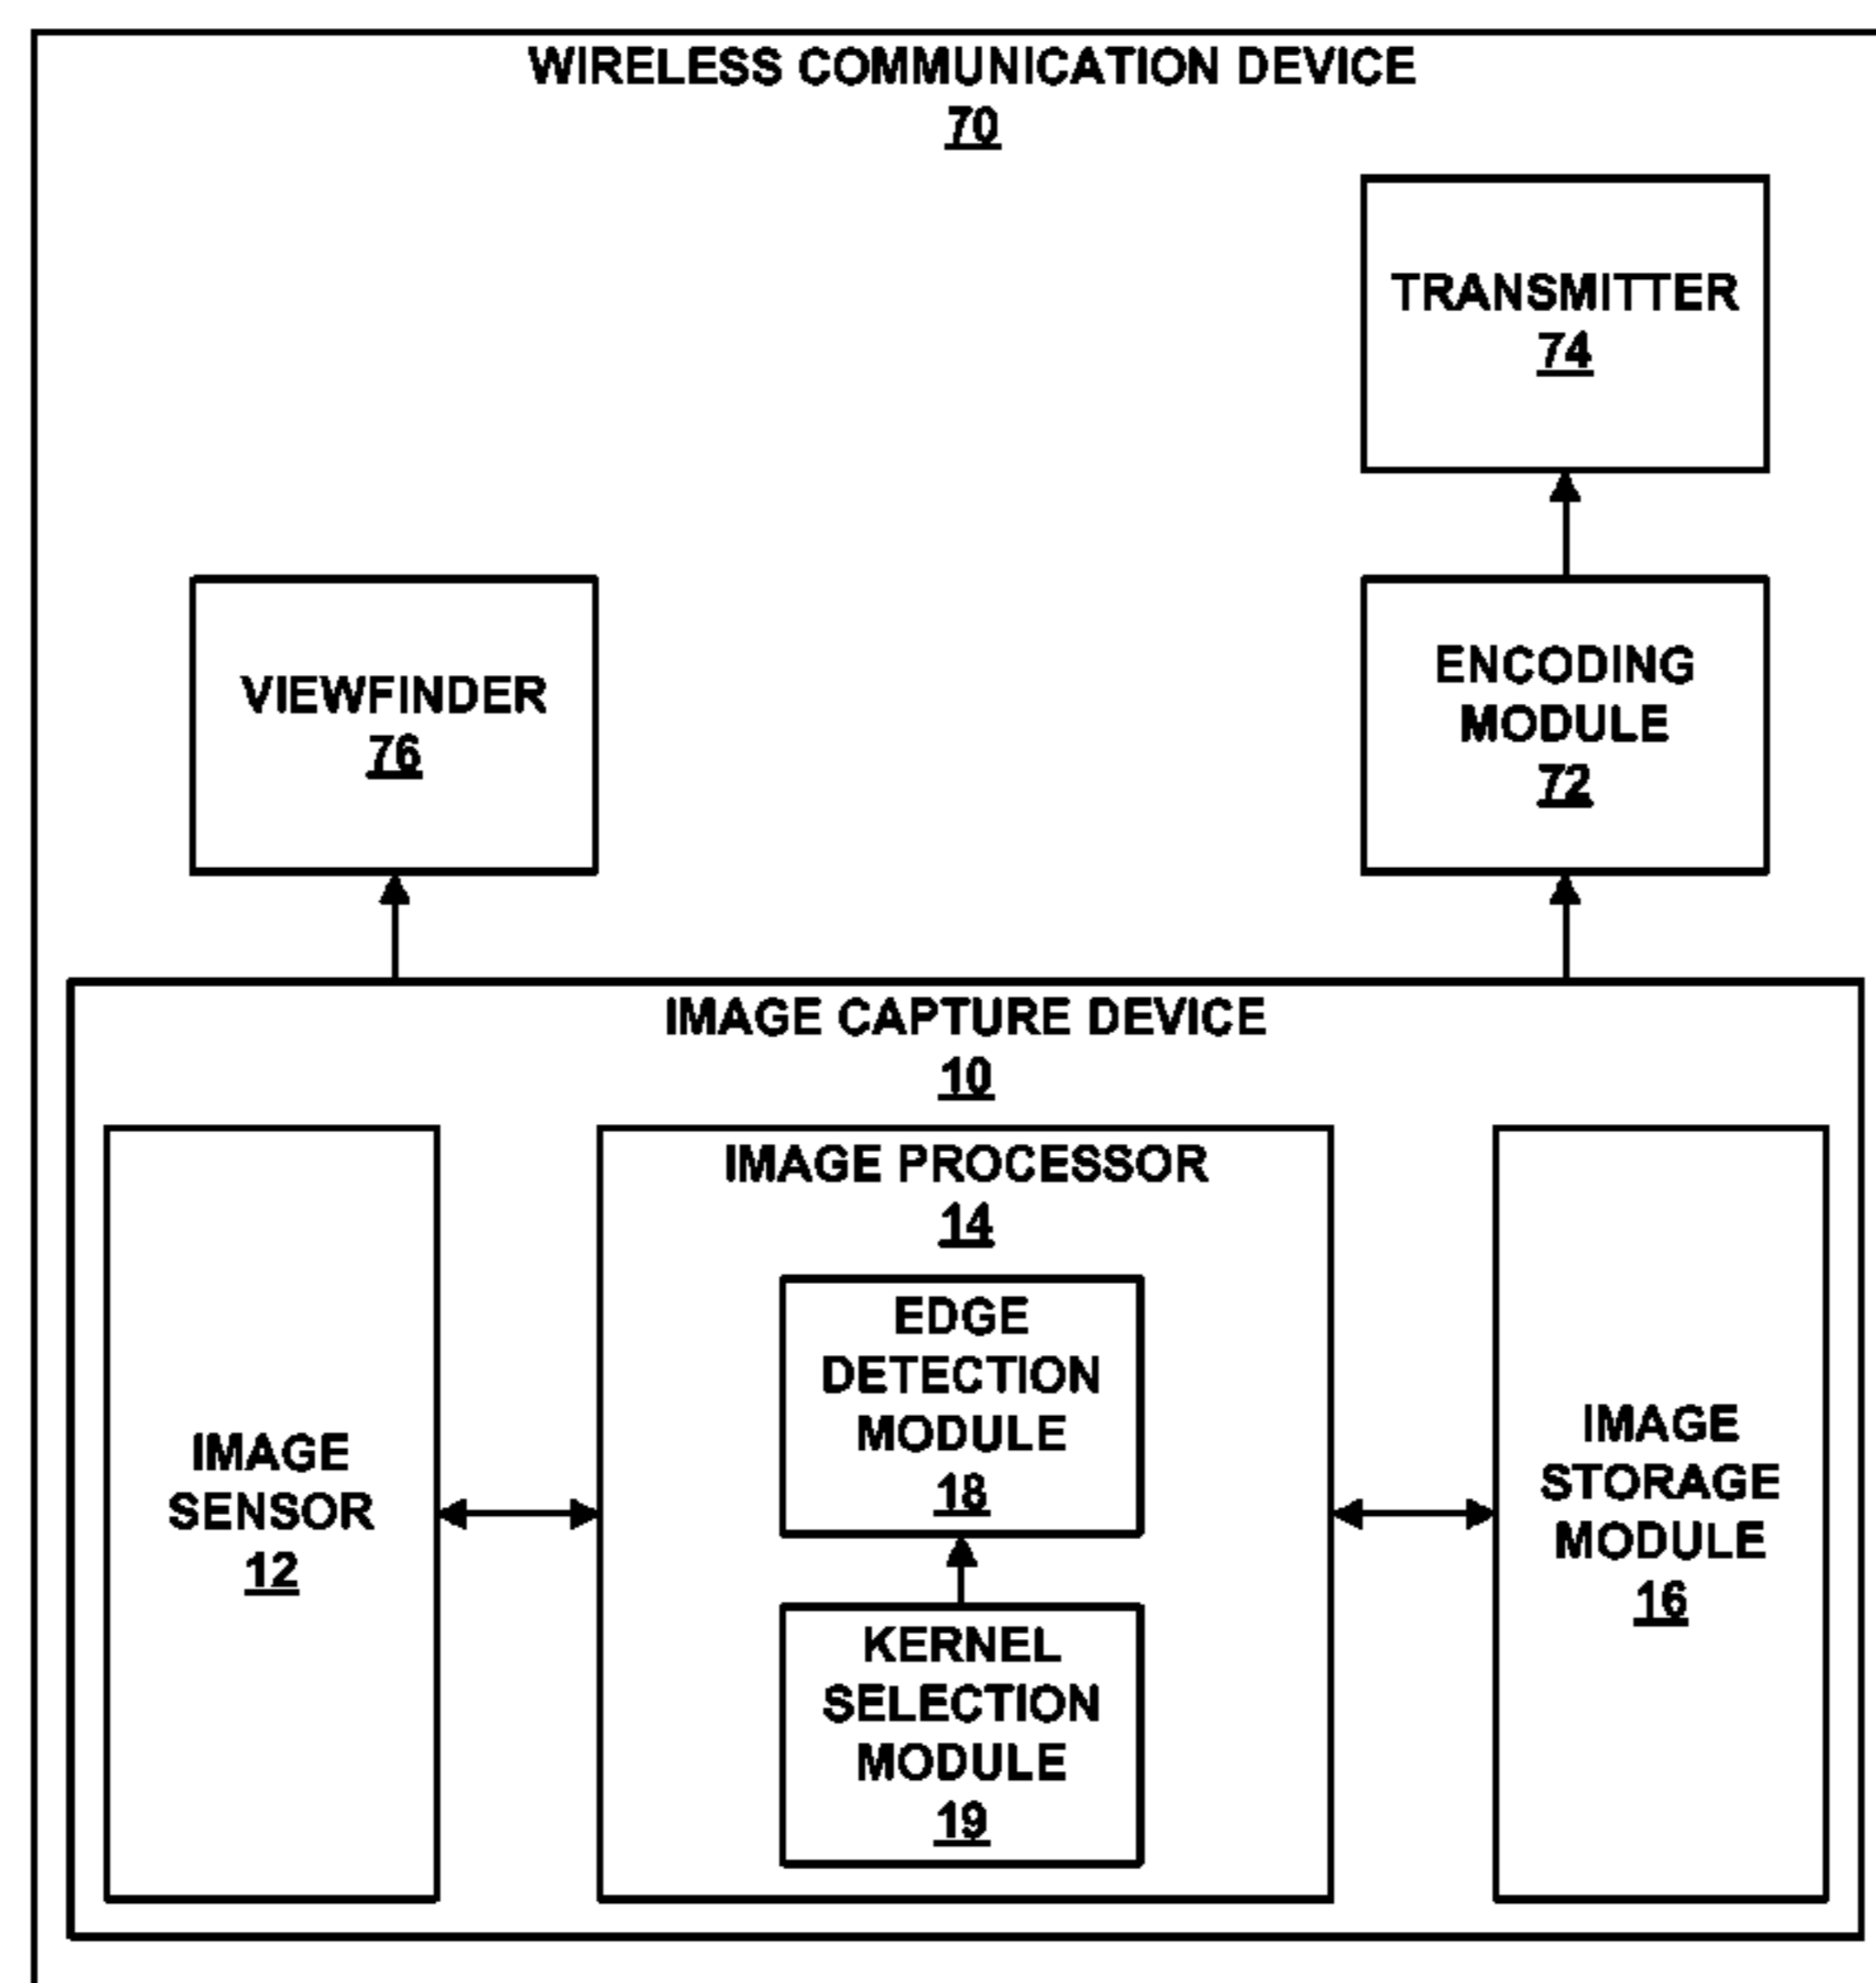 WIRELESS COMMUNICATION DEVICE
70
TRANSMITTER
74
VIEWFINDER
76
ENCODING
MODULE
72
IMAGE CAPTURE DEVICE
10
IMAGE
SENSOR
12
IMAGE PROCESSOR
14
EDGE
DETECTION
MODULE
18
KERNEL
SELECTION
MODULE
19
IMAGE
STORAGE
MODULE
16